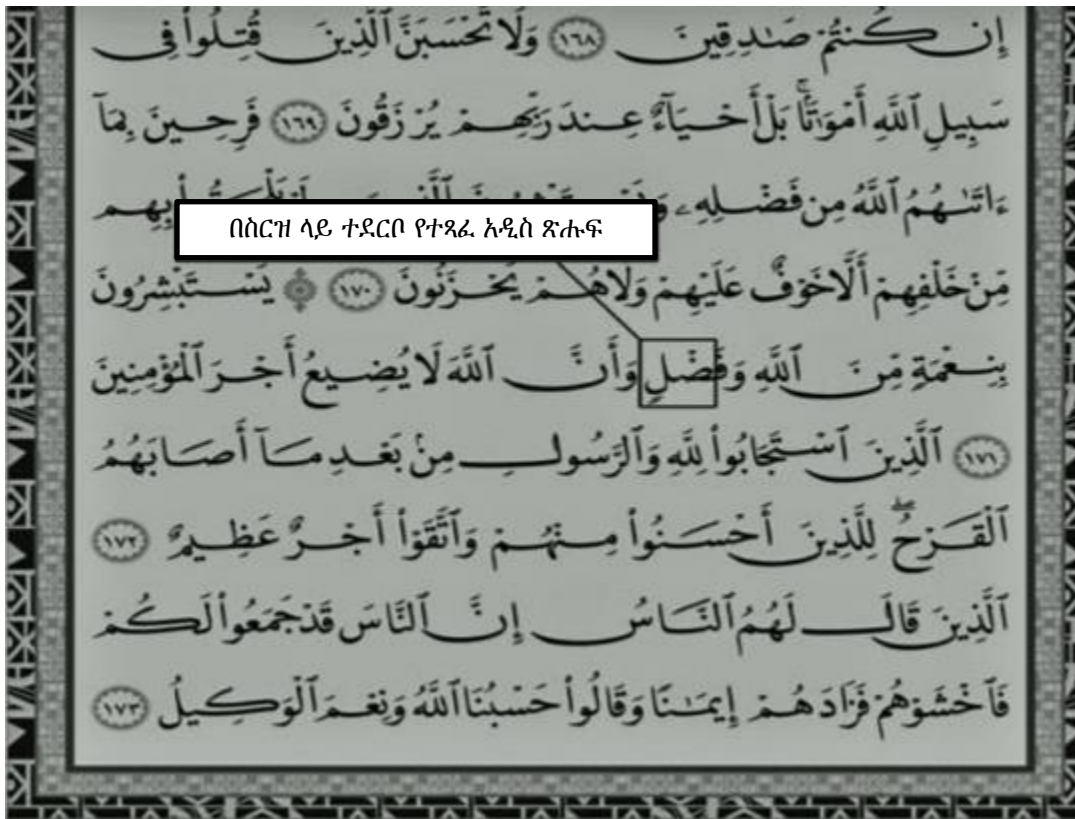 إِن كُنتُمْ صَـٰدِقِينَ ١٦٨ وَلَا تَحْسَبَنَّ ٱلَّذِينَ قُتِلُوا۟ فِى
سَبِيلِ ٱللَّهِ أَمْوَٰتًۢا بَلْ أَحْيَآءٌ عِندَ رَبِّهِمْ يُرْزَقُونَ ١٦٩ فَرِحِينَ بِمَآ
ءَاتَىٰهُمُ ٱللَّهُ مِن فَضْلِهِۦ بِهِم
በስርዝ ላይ ተደርቦ የተጻፈ አዲስ ጽሑፍ
مِّنْ خَلْفِهِمْ أَلَّا خَوْفٌ عَلَيْهِمْ وَلَا هُمْ يَحْزَنُونَ ١٧٠ ۞ يَسْتَبْشِرُونَ
بِنِعْمَةٍ مِّنَ ٱللَّهِ وَفَضْلٍ وَأَنَّ ٱللَّهَ لَا يُضِيعُ أَجْرَ ٱلْمُؤْمِنِينَ
١٧١ ٱلَّذِينَ ٱسْتَجَابُوا۟ لِلَّهِ وَٱلرَّسُولِ مِنۢ بَعْدِ مَآ أَصَابَهُمُ
ٱلْقَرْحُ ۚ لِلَّذِينَ أَحْسَنُوا۟ مِنْهُمْ وَٱتَّقَوْا۟ أَجْرٌ عَظِيمٌ ١٧٢
ٱلَّذِينَ قَالَ لَهُمُ ٱلنَّاسُ إِنَّ ٱلنَّاسَ قَدْ جَمَعُوا۟ لَكُمْ
فَٱخْشَوْهُمْ فَزَادَهُمْ إِيمَـٰنًا وَقَالُوا۟ حَسْبُنَا ٱللَّهُ وَنِعْمَ ٱلْوَكِيلُ ١٧٣